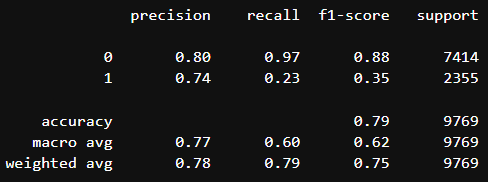 precision recall f1-score support
0 0.80 0.97 0.88 7414
1 0.74 0.23 0.35 2355
accuracy 0.79 9769
macro avg 0.77 0.60 0.62 9769
weighted avg 0.78 0.79 0.75 9769